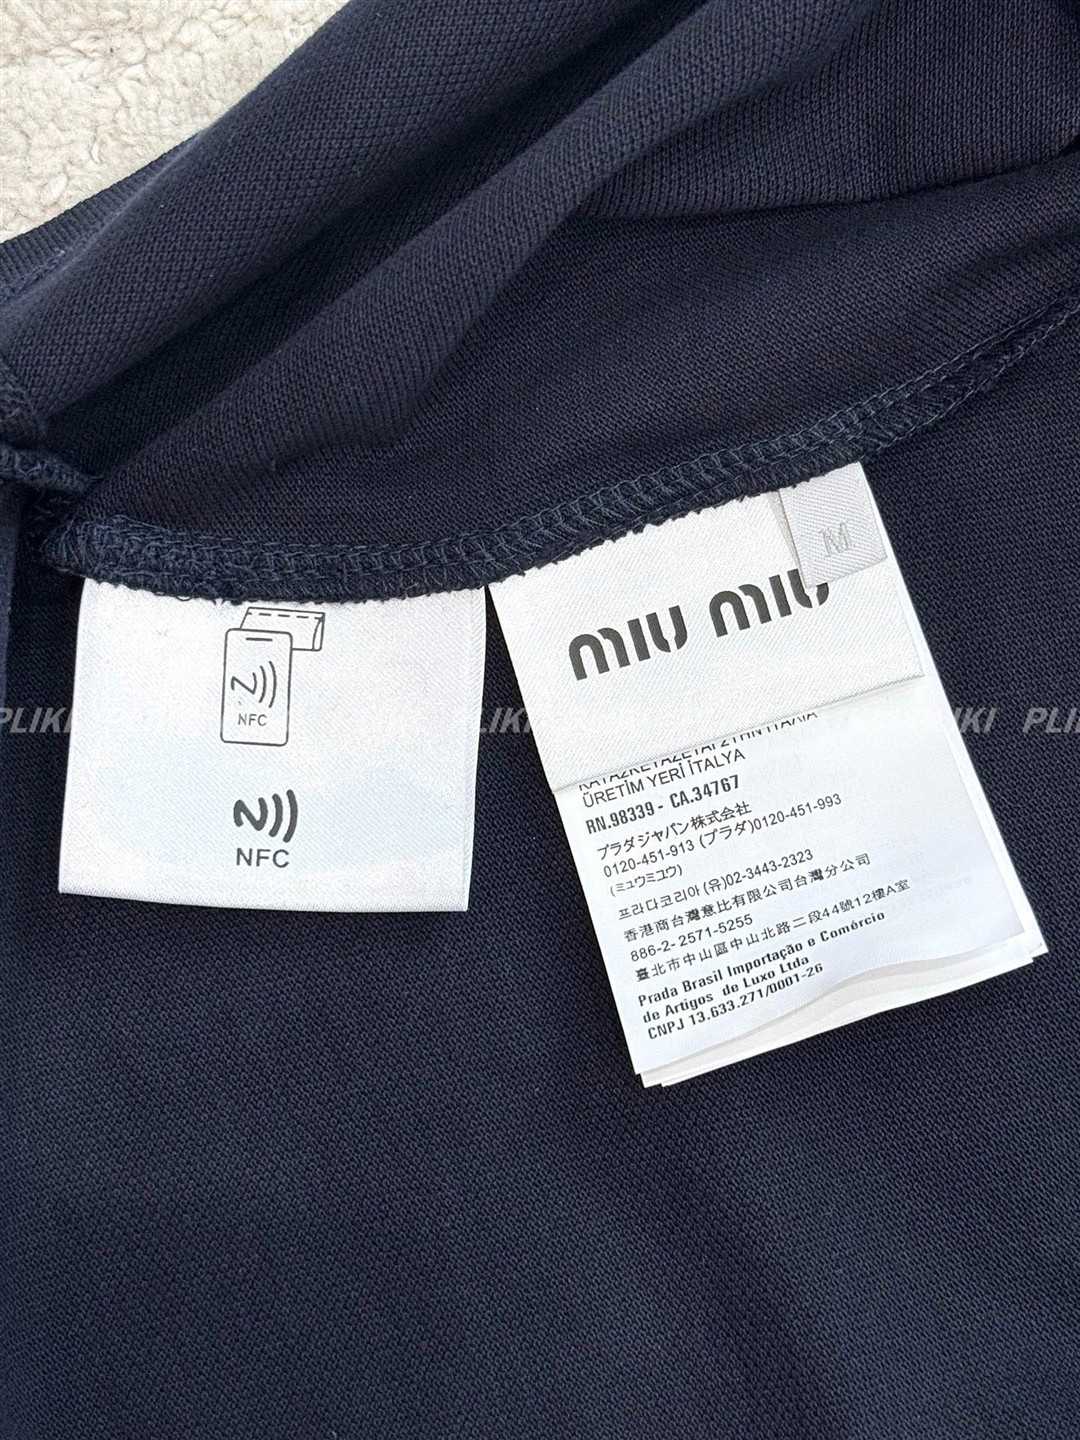 M
miu miu
NFC
NFC
ÜRETİM YERİ İTALYA
RN.98339 - CA.34767
プラダジャパン株式会社
0120-451-913 (プラダ)0120-451-993
(ミュウミュウ)
프라다코리아 (유)02-3443-2323
香港商台灣意比有限公司台灣分公司
886-2-2571-5255
臺北市中山區中山北路二段44號12樓A室
Prada Brasil Importação e Comércio
de Artigos de Luxo Ltda
CNPJ 13.633.271/0001-26
PLIKI
PLIKI